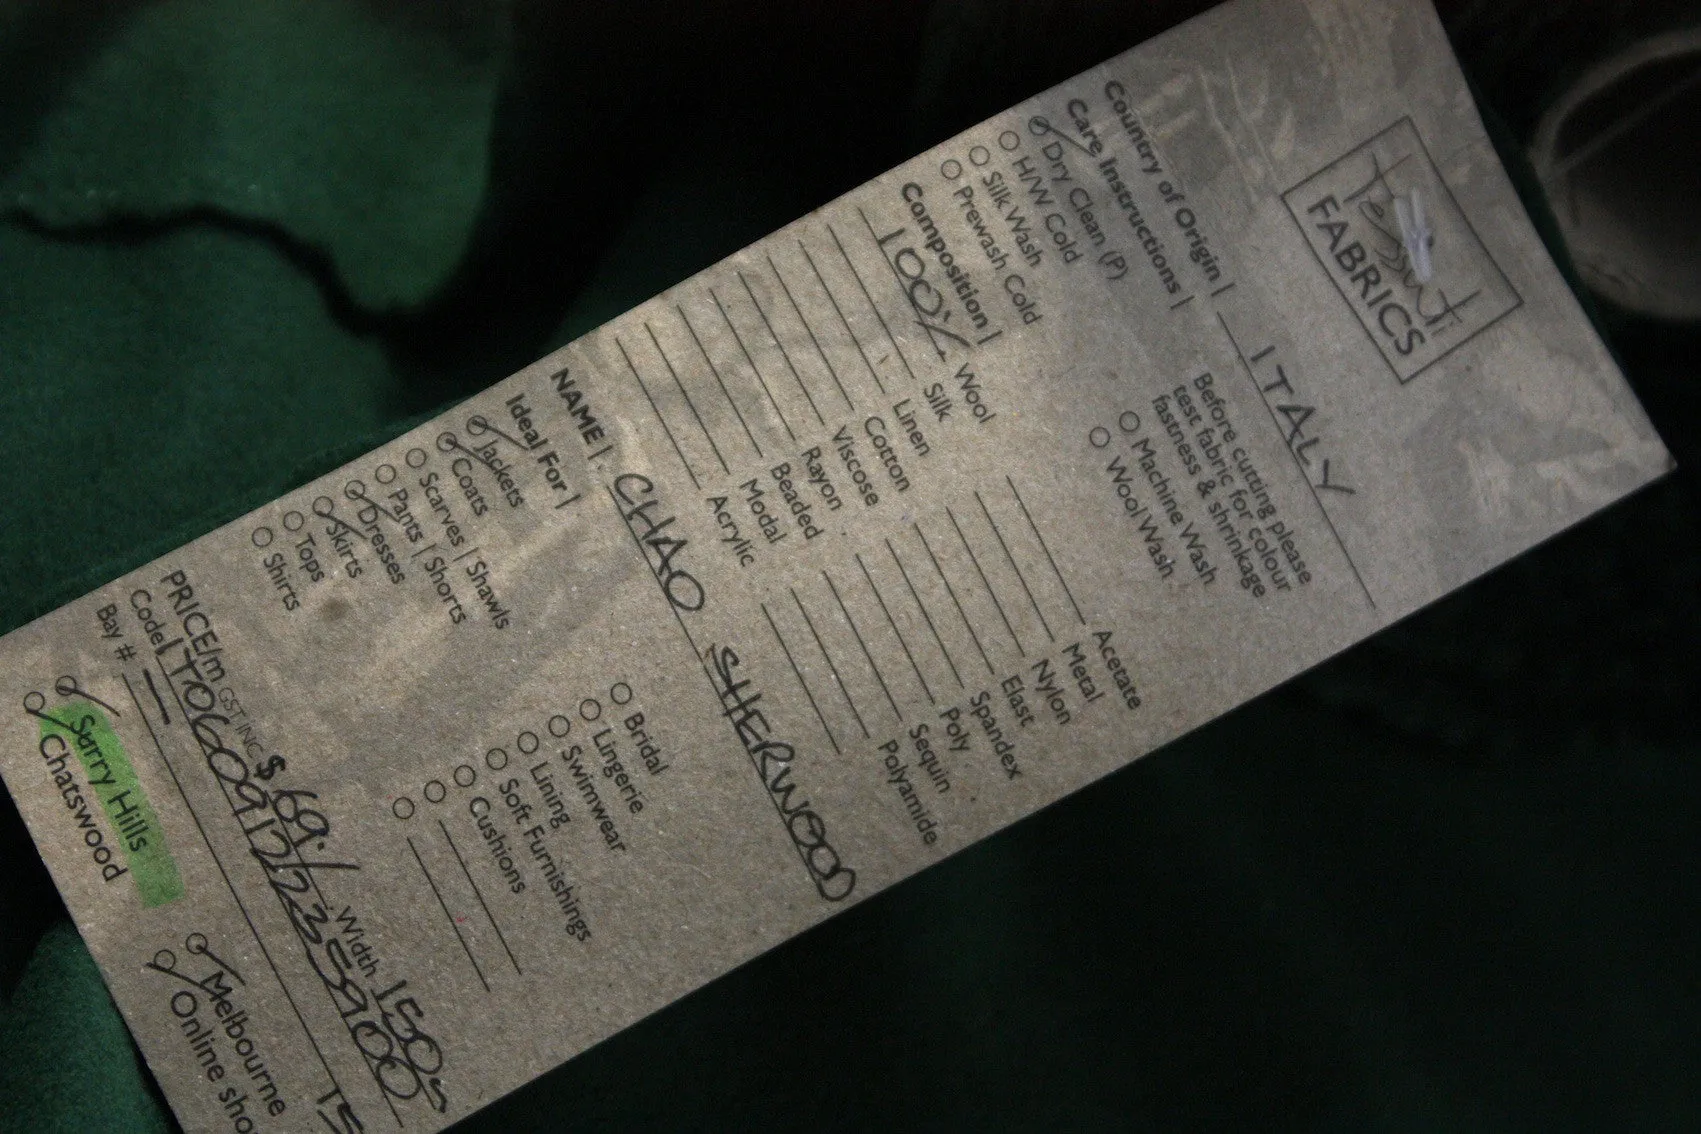 Tessuti
FABRICS
Country of Origin | ITALY
Care Instructions |
Dry Clean (P)
H/W Cold
Silk Wash
Prewash Cold
Before cutting please
test fabric for colour
fastness & shrinkage
Machine Wash
Wool Wash
Composition |
100% Wool
Silk
Linen
Cotton
Viscose
Rayon
Beaded
Modal
Acrylic
Acetate
Metal
Nylon
Elast
Spandex
Poly
Sequin
Polyamide
NAME | CHAO SHERWOOD
Ideal For |
Jackets
Coats
Scarves | Shawls
Pants | Shorts
Dresses
Skirts
Tops
Shirts
Bridal
Lingerie
Swimwear
Lining
Soft Furnishings
Cushions
PRICE/m GST INC $69./. Width 150
Code|
Bay #
Surry Hills
Chatswood
Melbourne
Online